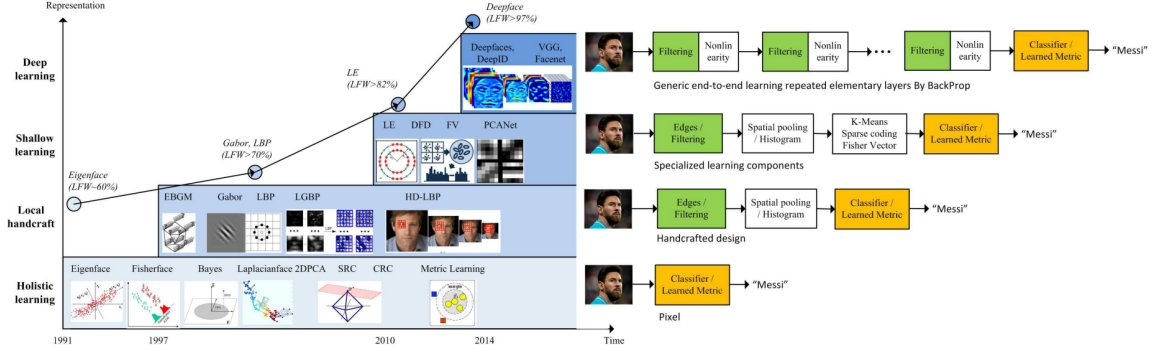 Representation
Deepface
(LFW>97%)
Deep
learning
Deepfaces,
DeepID
VGG,
Facenet
LE
(LFW>82%)
Shallow
learning
LE DFD FV PCANet
Gabor, LBP
(LFW>70%)
Eigenface
(LFW~60%)
Local
handcraft
EBGM Gabor LBP LGBP HD-LBP
Holistic
learning
Eigenface Fisherface Bayes Laplacianface 2DPCA SRC CRC Metric Learning
1991 1997 2010 2014 Time
Filtering
Nonlin
earity
Filtering
Nonlin
earity
Filtering
Nonlin
earity
Classifier /
Learned Metric
“Messi”
Generic end-to-end learning repeated elementary layers By BackProp
Edges /
Filtering
Spatial pooling
/ Histogram
K-Means
Sparse coding
Fisher Vector
Classifier /
Learned Metric
“Messi”
Specialized learning components
Edges /
Filtering
Spatial pooling
/ Histogram
Classifier /
Learned Metric
“Messi”
Handcrafted design
Classifier /
Learned Metric
“Messi”
Pixel